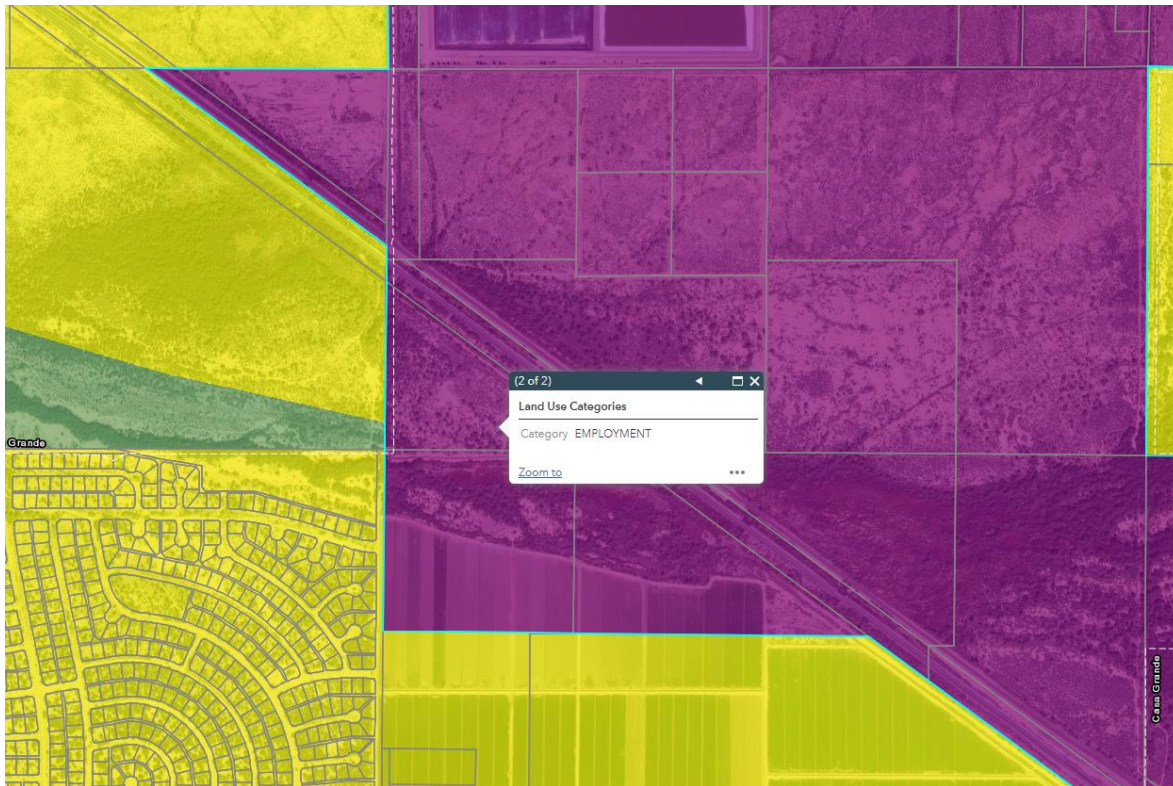 (2 of 2)
Land Use Categories
Category EMPLOYMENT
Zoom to
Grande
Casa Grande